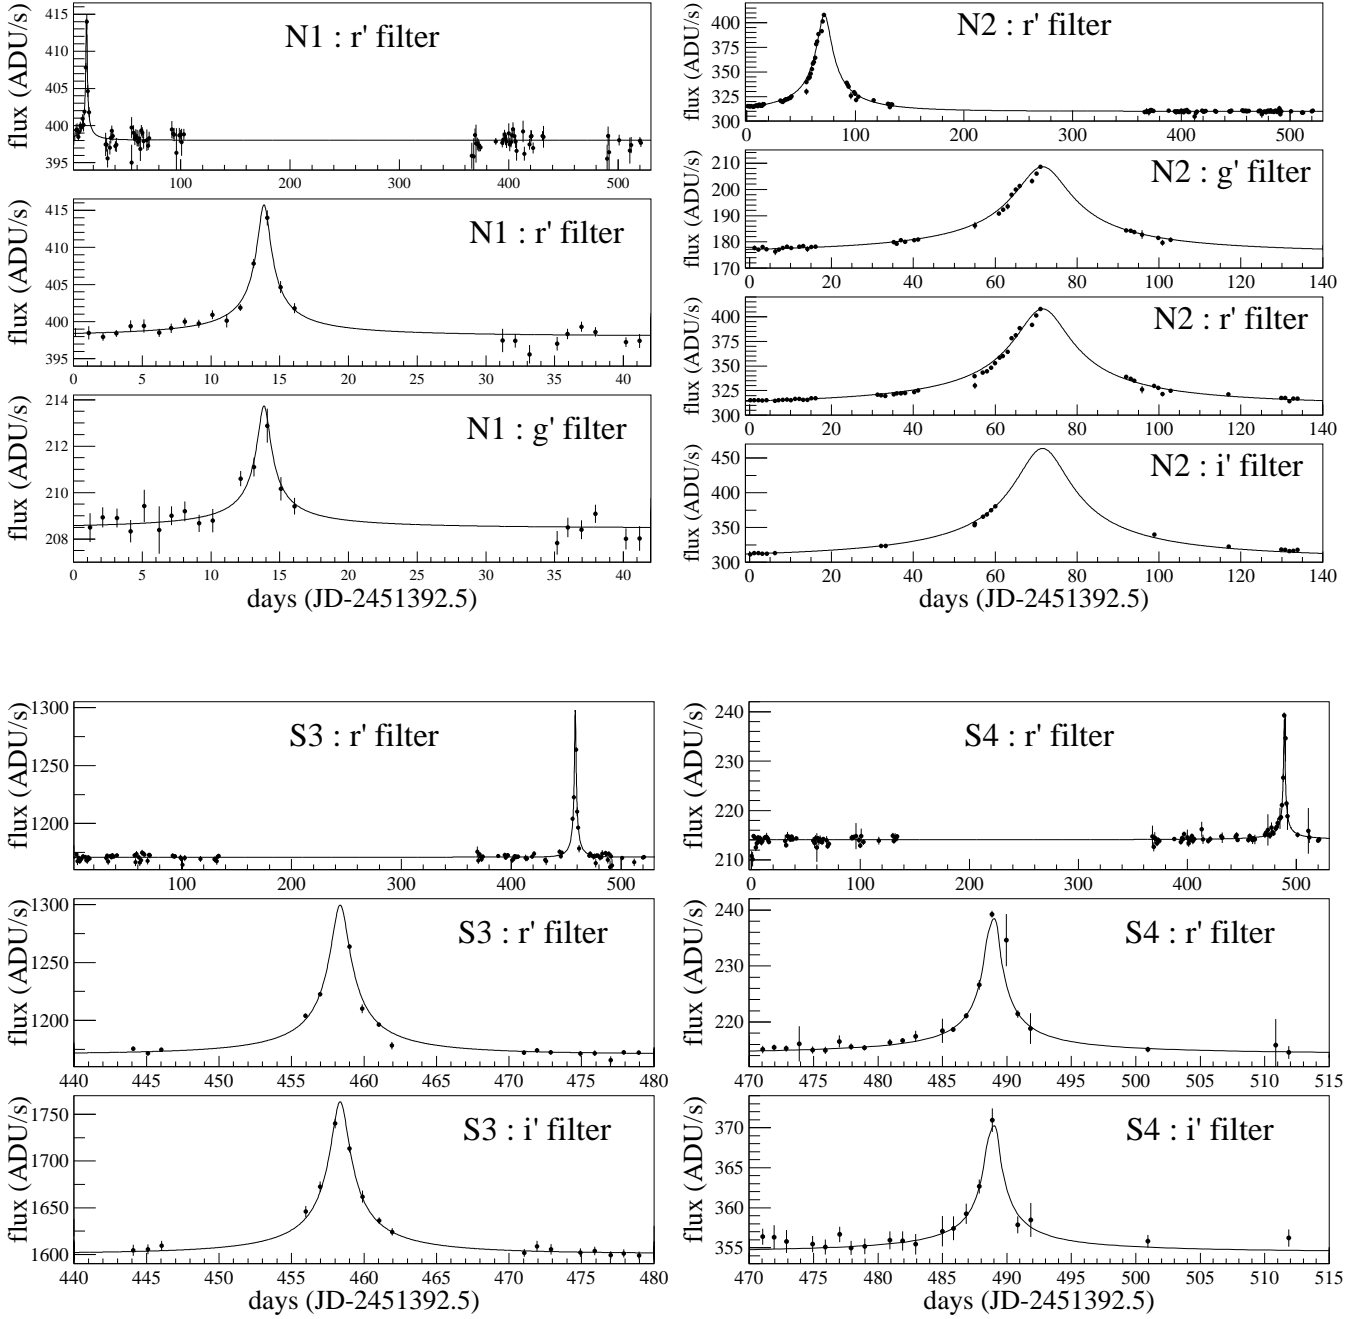 N1 : r' filter
flux (ADU/s)
415
410
405
400
395
100 200 300 400 500
N1 : r' filter
flux (ADU/s)
415
410
405
400
395
0 5 10 15 20 25 30 35 40
N1 : g' filter
flux (ADU/s)
214
212
210
208
0 5 10 15 20 25 30 35 40
days (JD-2451392.5)
N2 : r' filter
flux (ADU/s)
400
375
350
325
300
0 100 200 300 400 500
N2 : g' filter
flux (ADU/s)
210
200
190
180
170
0 20 40 60 80 100 120 140
N2 : r' filter
flux (ADU/s)
400
375
350
325
300
0 20 40 60 80 100 120 140
N2 : i' filter
flux (ADU/s)
450
400
350
300
0 20 40 60 80 100 120 140
days (JD-2451392.5)
S3 : r' filter
flux (ADU/s)
1300
1250
1200
100 200 300 400 500
S3 : r' filter
flux (ADU/s)
1300
1250
1200
440 445 450 455 460 465 470 475 480
S3 : i' filter
flux (ADU/s)
1750
1700
1650
1600
440 445 450 455 460 465 470 475 480
days (JD-2451392.5)
S4 : r' filter
flux (ADU/s)
240
230
220
210
0 100 200 300 400 500
S4 : r' filter
flux (ADU/s)
240
230
220
470 475 480 485 490 495 500 505 510 515
S4 : i' filter
flux (ADU/s)
370
365
360
355
470 475 480 485 490 495 500 505 510 515
days (JD-2451392.5)